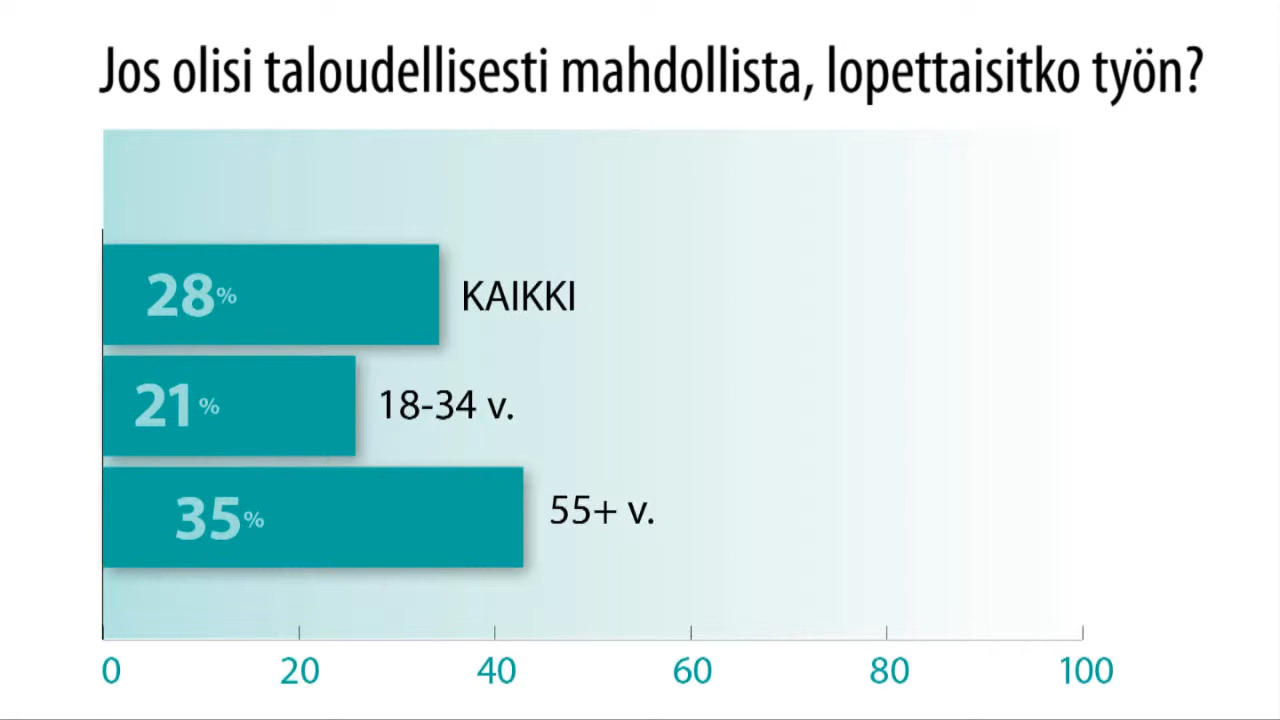 Jos olisi taloudellisesti mahdollista, lopettaisitko työn?
28% KAIKKI
21% 18-34 v.
35% 55+ v.
0 20 40 60 80 100